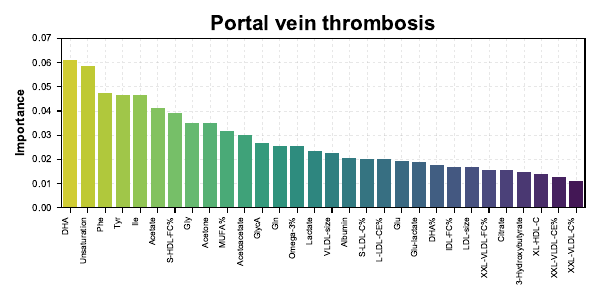 Portal vein thrombosis
0.07
0.06
0.05
0.04
0.03
0.02
0.01
0.00
Importance
DHA
Unsaturation
Phe
Tyr
Ile
Acetate
S-HDL-FC%
Gly
Acetone
MUFA%
Acetoacetate
GlycA
Gln
Omega-3%
Lactate
VLDL-size
Albumin
S-LDL-C%
L-LDL-CE%
Glu
Glu-lactate
DHA%
IDL-FC%
LDL-size
XXL-VLDL-FC%
Citrate
3-Hydroxybutyrate
XL-HDL-C
XXL-VLDL-CE%
XXL-VLDL-C%